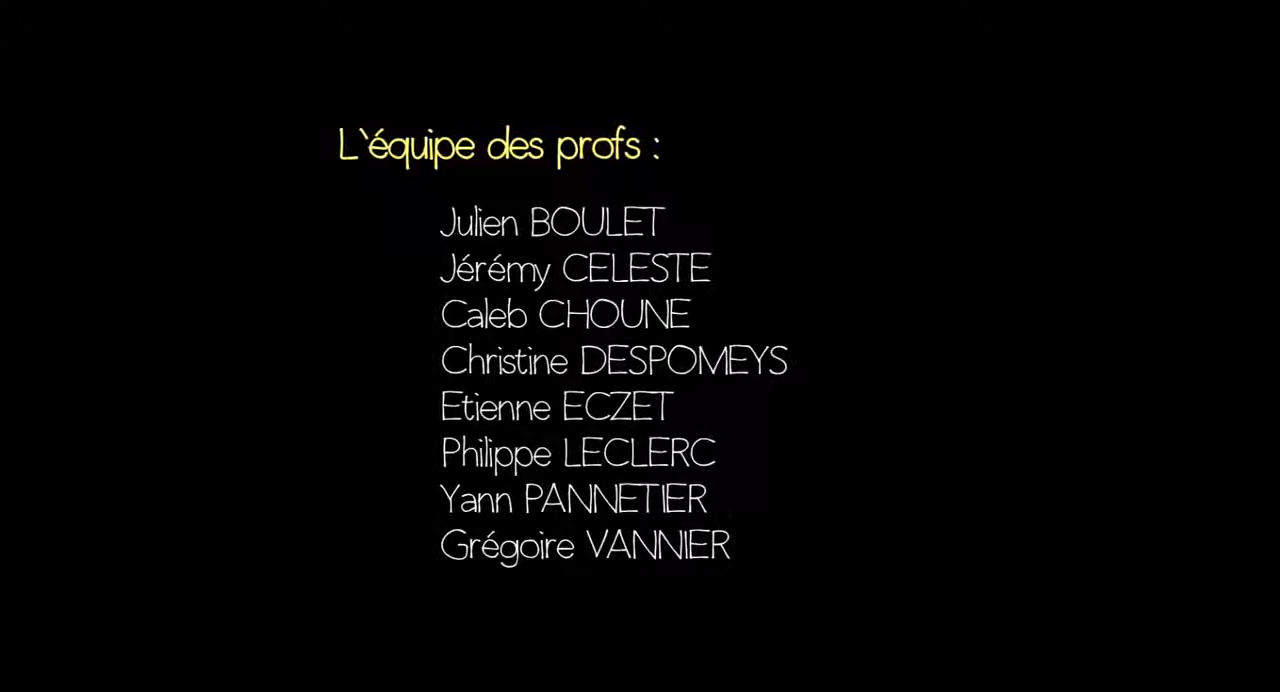 L`équipe des profs :
Julien BOULET
Jérémy CELESTE
Caleb CHOUNE
Christine DESPOMEYS
Etienne ECZET
Philippe LECLERC
Yann PANNETIER
Grégoire VANNIER